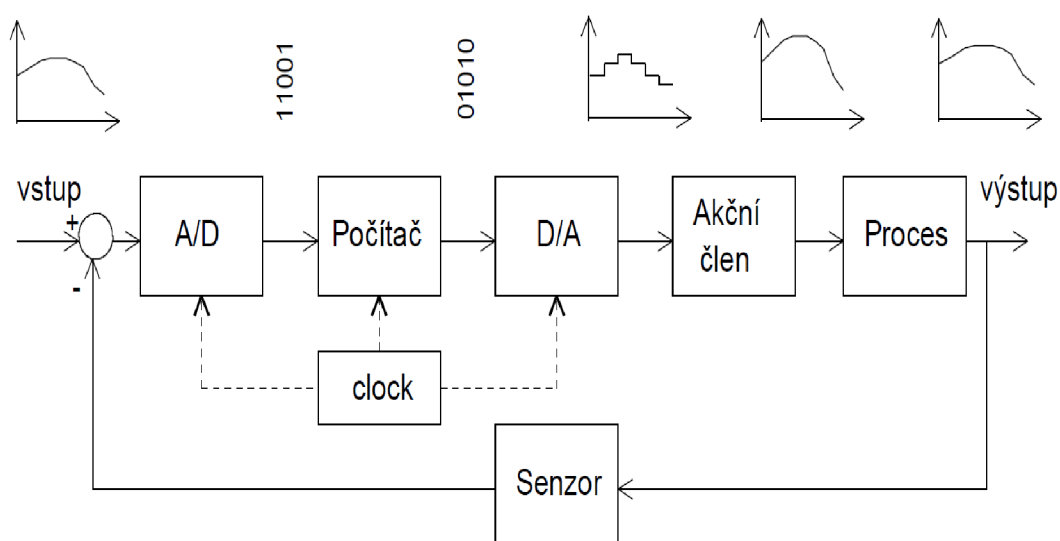 11001
01010
vstup
výstup
+
-
A/D
Počítač
D/A
Akční
člen
Proces
clock
Senzor